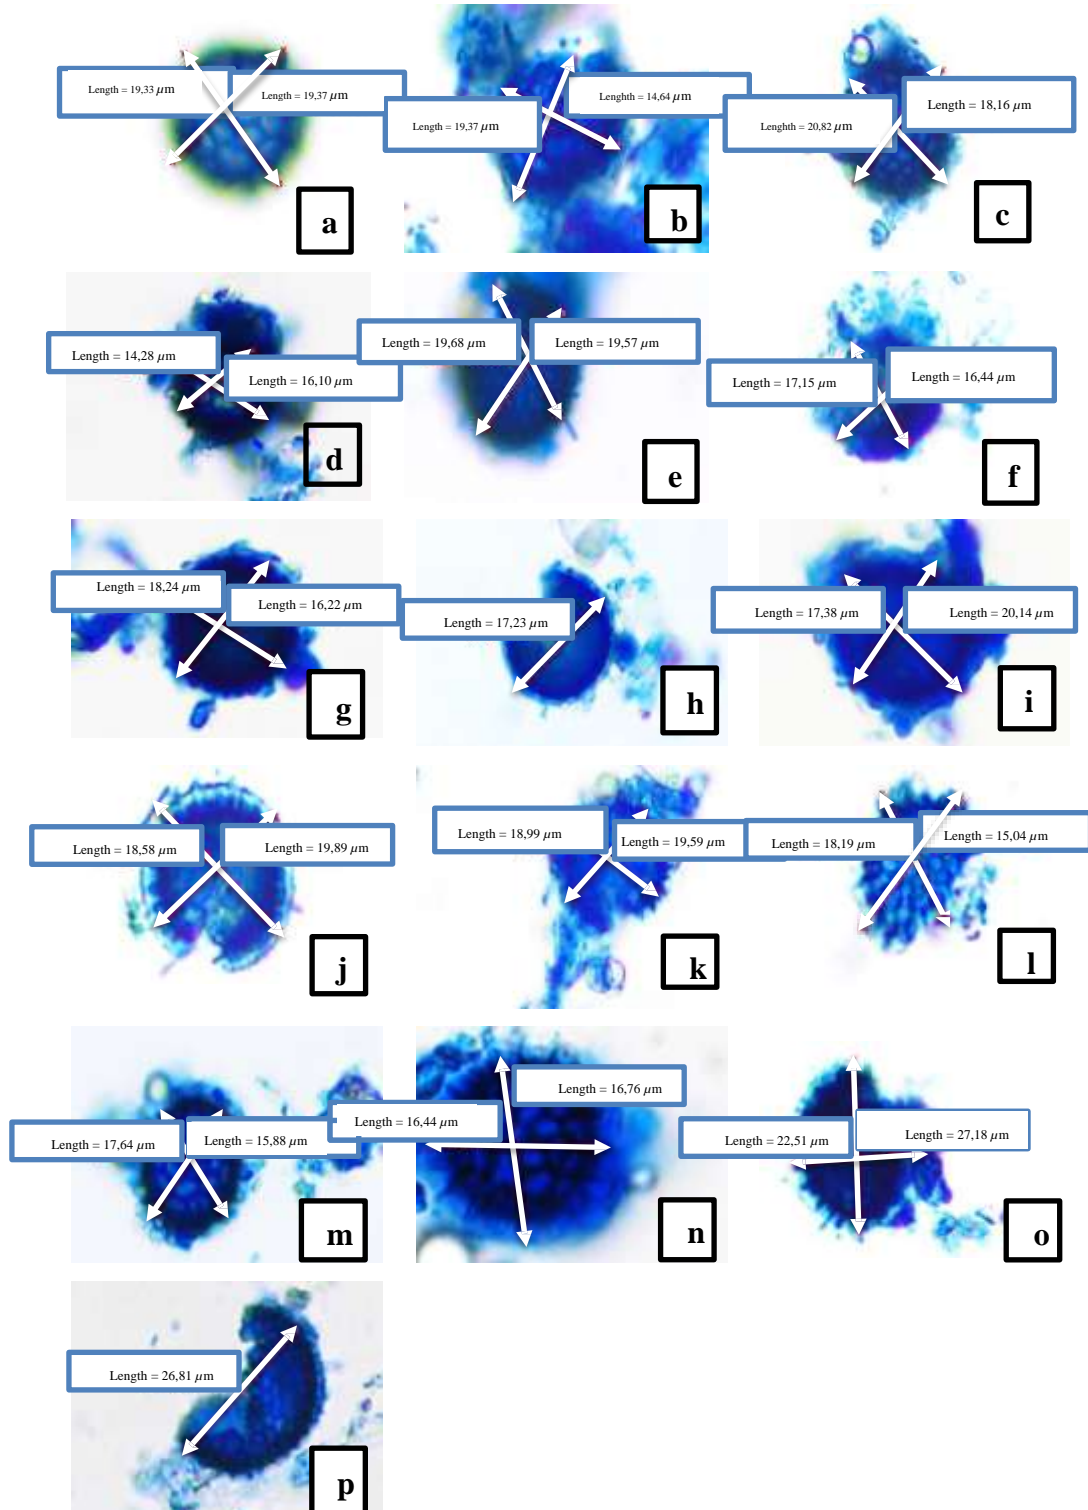 Length = 19,33 µm
Length = 19,37 µm
a
Length = 19,37 µm
Lenghth = 14,64 µm
b
Lenghth = 20,82 µm
Length = 18,16 µm
c
Length = 14,28 µm
Length = 16,10 µm
d
Length = 19,68 µm
Length = 19,57 µm
e
Length = 17,15 µm
Length = 16,44 µm
f
Length = 18,24 µm
Length = 16,22 µm
g
Length = 17,23 µm
h
Length = 17,38 µm
Length = 20,14 µm
i
Length = 18,58 µm
Length = 19,89 µm
j
Length = 18,99 µm
Length = 19,59 µm
k
Length = 18,19 µm
Length = 15,04 µm
l
Length = 17,64 µm
Length = 15,88 µm
m
Length = 16,44 µm
Length = 16,76 µm
n
Length = 22,51 µm
Length = 27,18 µm
o
Length = 26,81 µm
p